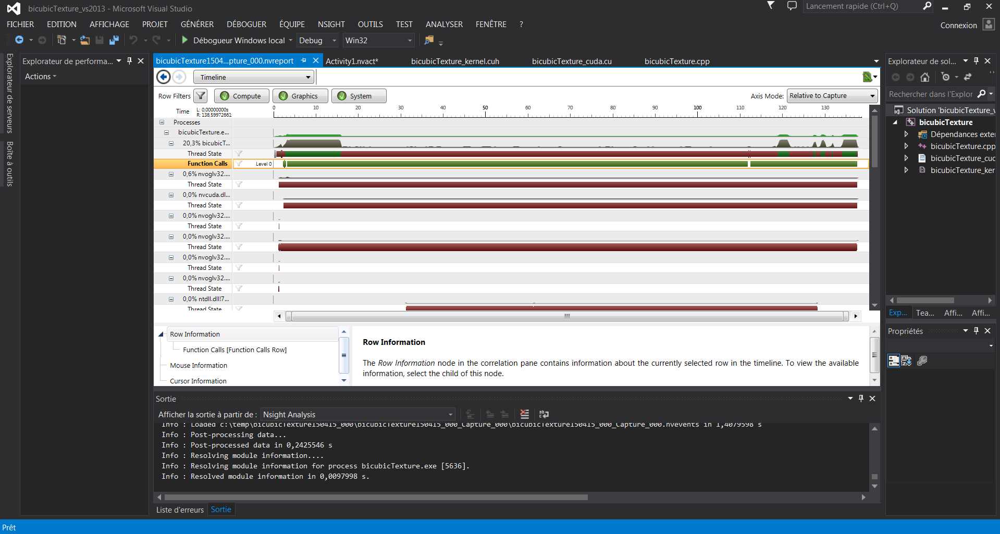 bicubicTexture_vs2013 - Microsoft Visual Studio
Lancement rapide (Ctrl+Q)
FICHIER EDITION AFFICHAGE PROJET GÉNÉRER DÉBOGUER ÉQUIPE NSIGHT OUTILS TEST ANALYSER FENÊTRE ?
Connexion
Débogueur Windows local Debug Win32
Explorateur de serveurs
Boîte à outils
Explorateur de performa...
Actions
bicubicTexture1504...pture_000.nvreport Activity1.nvact* bicubicTexture_kernel.cuh bicubicTexture_cuda.cu bicubicTexture.cpp
Timeline
Row Filters Compute Graphics System Axis Mode: Relative to Capture
Time L: 0,00000000s
R: 138,59972661
0 10 20 30 40 50 60 70 80 90 100 110 120 130
Processes
bicubicTexture.e...
20,3% bicubicT...
Thread State
Function Calls Level 0
0,6% nvoglv32....
Thread State
0,0% nvcuda.dl...
Thread State
0,0% nvoglv32....
Thread State
0,0% nvoglv32....
Thread State
0,0% nvoglv32....
Thread State
0,0% nvoglv32....
Thread State
0,0% ntdll.dll!7...
Thread State
Row Information
Function Calls [Function Calls Row]
Mouse Information
Cursor Information
Row Information
The Row Information node in the correlation pane contains information about the currently selected row in the timeline. To view the available
information, select the child of this node.
Sortie
Afficher la sortie à partir de : Nsight Analysis
Info : Loaded c:\temp\bicubicTexture150415_000\bicubicTexture150415_000_Capture_000\bicubicTexture150415_000_Capture_000.nvevents in 1,4079598 s
Info : Post-processing data...
Info : Post-processed data in 0,2425546 s
Info : Resolving module information....
Info : Resolving module information for process bicubicTexture.exe [5636].
Info : Resolved module information in 0,0097998 s.
Liste d'erreurs Sortie
Explorateur de sol...
Rechercher dans l'Explor
Solution 'bicubicTexture_v
bicubicTexture
Dépendances exter
bicubicTexture.cpp
bicubicTexture_cuc
bicubicTexture_ker
Exp... Tea... Affi... Affi...
Propriétés
Prêt